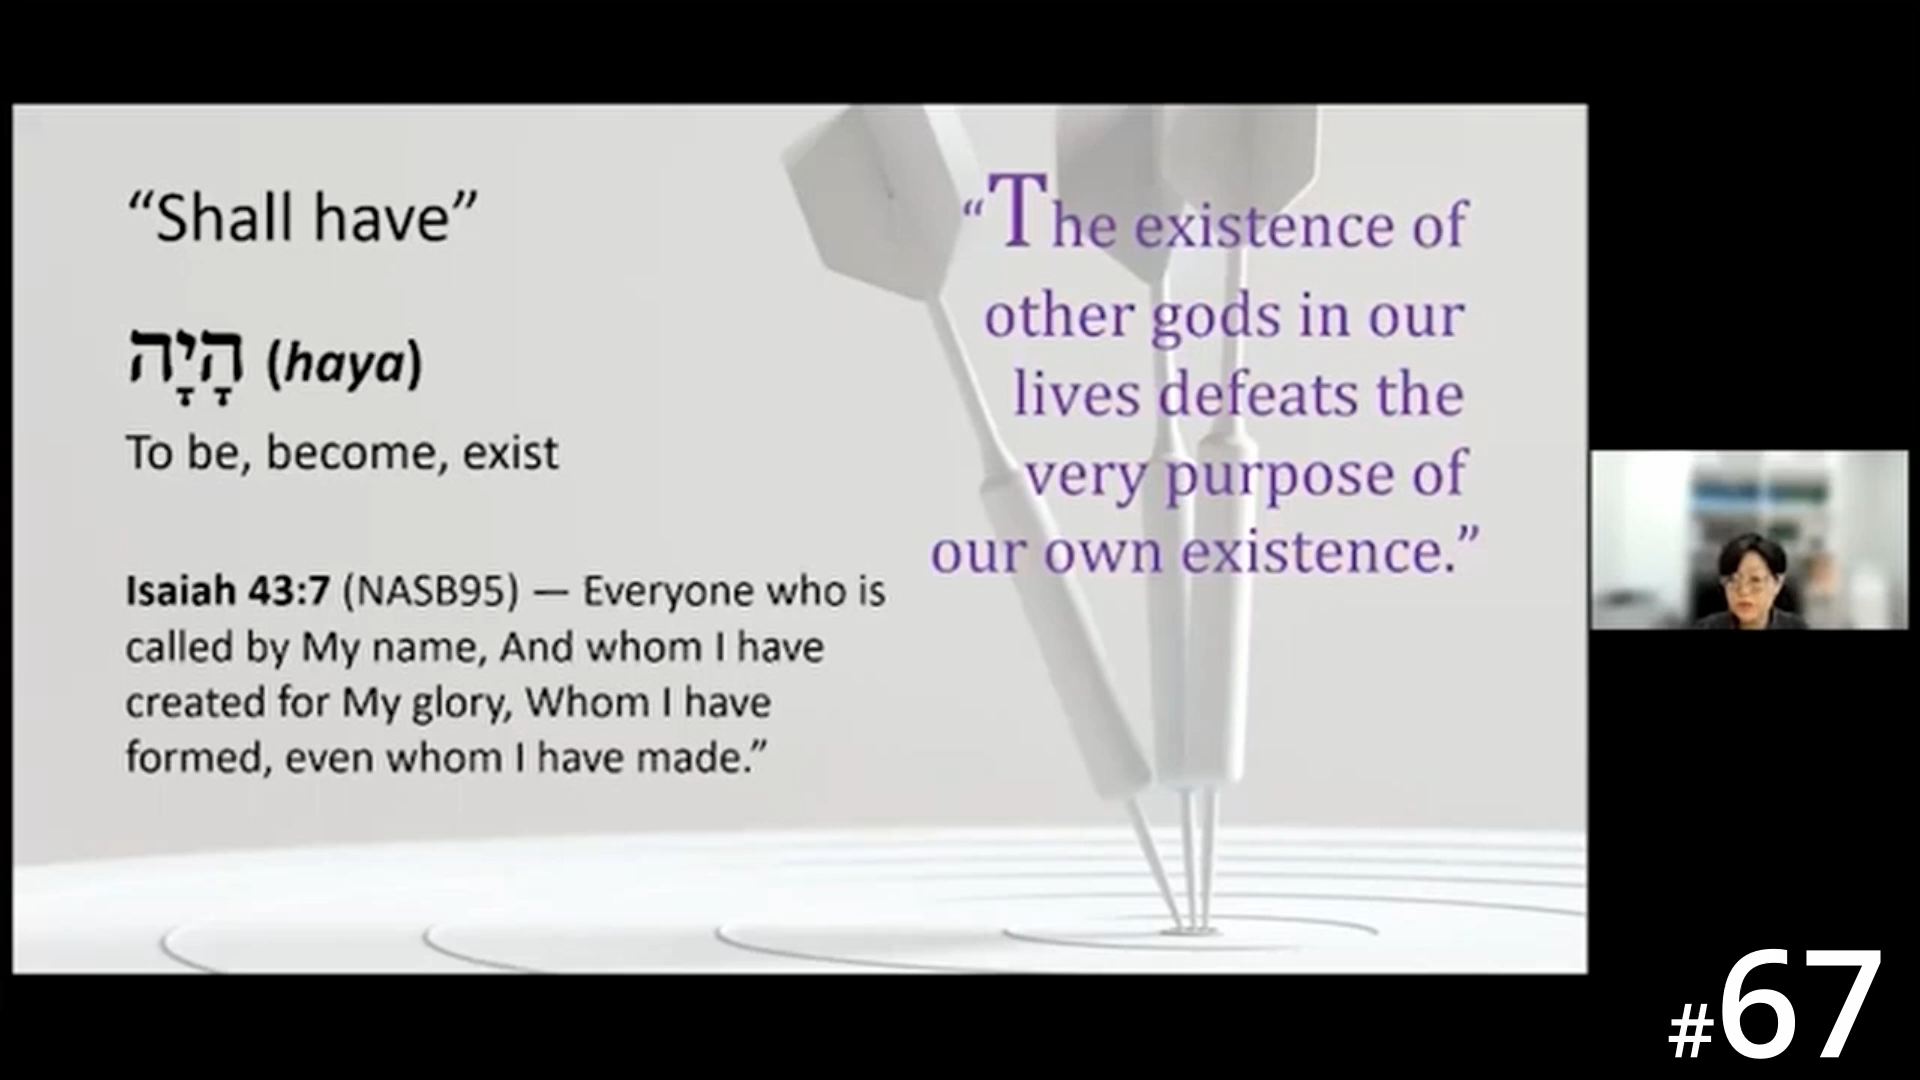 “Shall have”
הָיָה (haya)
To be, become, exist
Isaiah 43:7 (NASB95) — Everyone who is
called by My name, And whom I have
created for My glory, Whom I have
formed, even whom I have made.”
“The existence of
other gods in our
lives defeats the
very purpose of
our own existence.”
#67